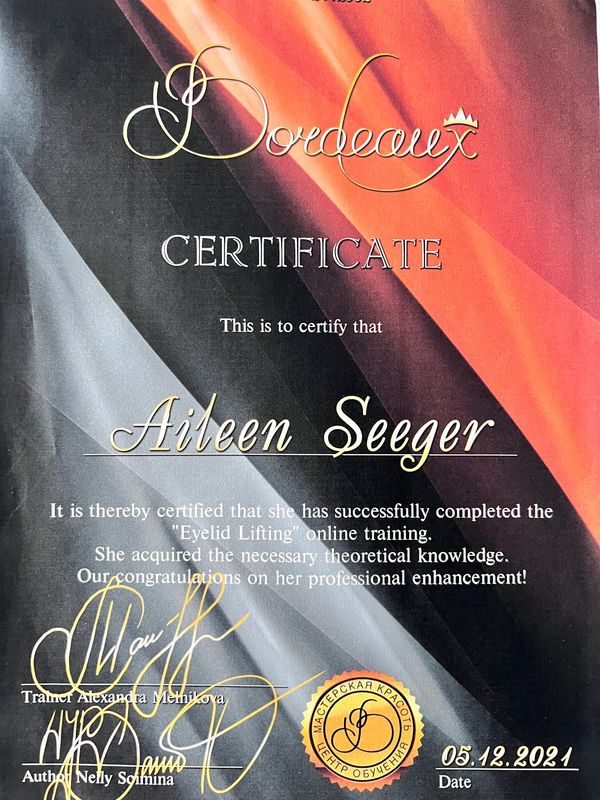 Bordeaux
CERTIFICATE
This is to certify that
Aileen Seeger
It is thereby certified that she has successfully completed the
"Eyelid Lifting" online training.
She acquired the necessary theoretical knowledge.
Our congratulations on her professional enhancement!
Trainer Alexandra Melnikova
Author Nelly
МАСТЕРСКАЯ КРАСОТЬ
ЦЕНТР ОБУЧЕНИЯ
05.12.2021
Date